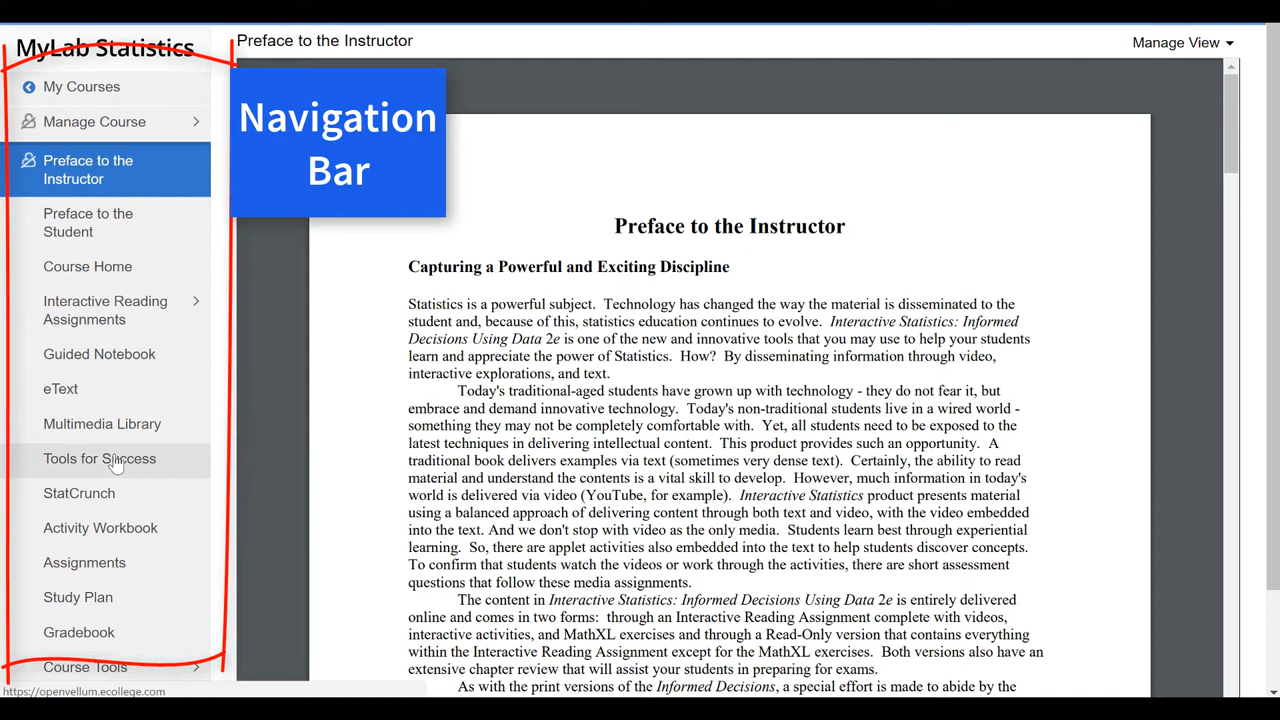 MyLab Statistics
My Courses
Manage Course
Preface to the
Instructor
Preface to the
Student
Course Home
Interactive Reading
Assignments
Guided Notebook
eText
Multimedia Library
Tools for Success
StatCrunch
Activity Workbook
Assignments
Study Plan
Gradebook
Course Tools
https://openvellum.ecollege.com
Preface to the Instructor
Manage View
Navigation
Bar
Preface to the Instructor
Capturing a Powerful and Exciting Discipline
Statistics is a powerful subject. Technology has changed the way the material is disseminated to the
student and, because of this, statistics education continues to evolve. Interactive Statistics: Informed
Decisions Using Data 2e is one of the new and innovative tools that you may use to help your students
learn and appreciate the power of Statistics. How? By disseminating information through video,
interactive explorations, and text.
Today's traditional-aged students have grown up with technology - they do not fear it, but
embrace and demand innovative technology. Today's non-traditional students live in a wired world -
something they may not be completely comfortable with. Yet, all students need to be exposed to the
latest techniques in delivering intellectual content. This product provides such an opportunity. A
traditional book delivers examples via text (sometimes very dense text). Certainly, the ability to read
material and understand the contents is a vital skill to develop. However, much information in today's
world is delivered via video (YouTube, for example). Interactive Statistics product presents material
using a balanced approach of delivering content through both text and video, with the video embedded
into the text. And we don't stop with video as the only media. Students learn best through experiential
learning. So, there are applet activities also embedded into the text to help students discover concepts.
To confirm that students watch the videos or work through the activities, there are short assessment
questions that follow these media assignments.
The content in Interactive Statistics: Informed Decisions Using Data 2e is entirely delivered
online and comes in two forms: through an Interactive Reading Assignment complete with videos,
interactive activities, and MathXL exercises and through a Read-Only version that contains everything
within the Interactive Reading Assignment except for the MathXL exercises. Both versions also have an
extensive chapter review that will assist your students in preparing for exams.
As with the print versions of the Informed Decisions, a special effort is made to abide by the